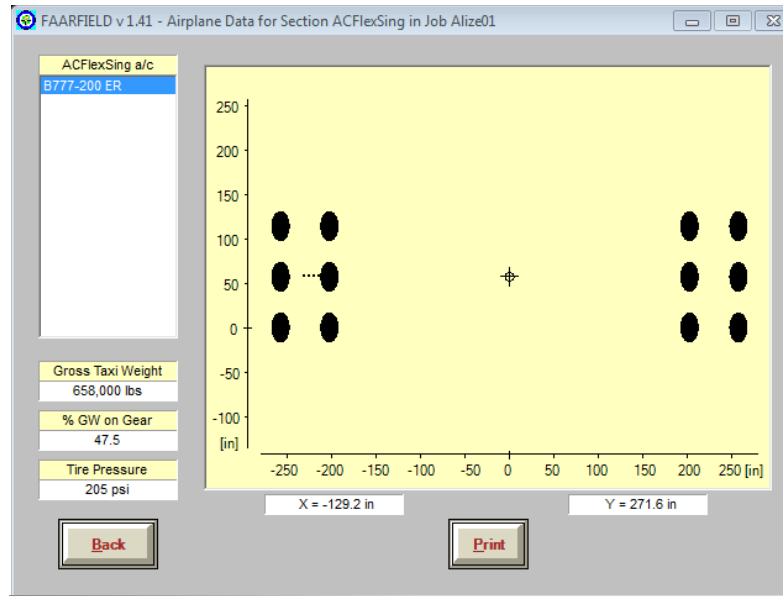 FAARFIELD v 1.41 - Airplane Data for Section ACFlexSing in Job Alize01
ACFlexSing a/c
B777-200 ER
Gross Taxi Weight
658,000 lbs
% GW on Gear
47.5
Tire Pressure
205 psi
250
200
150
100
50
0
-50
-100
[in]
-250 -200 -150 -100 -50 0 50 100 150 200 250 [in]
X = -129.2 in
Y = 271.6 in
Back
Print